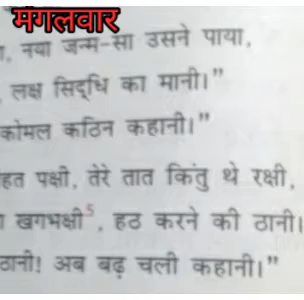 मंगलवार
, नया जन्म-सा उसने पाया,
लक्ष सिद्धि का मानी।”
कोमल कठिन कहानी।”
हत पक्षी, तेरे तात किंतु थे रक्षी,
खगभक्षी5, हठ करने की ठानी।
ठानी! अब बढ़ चली कहानी।”